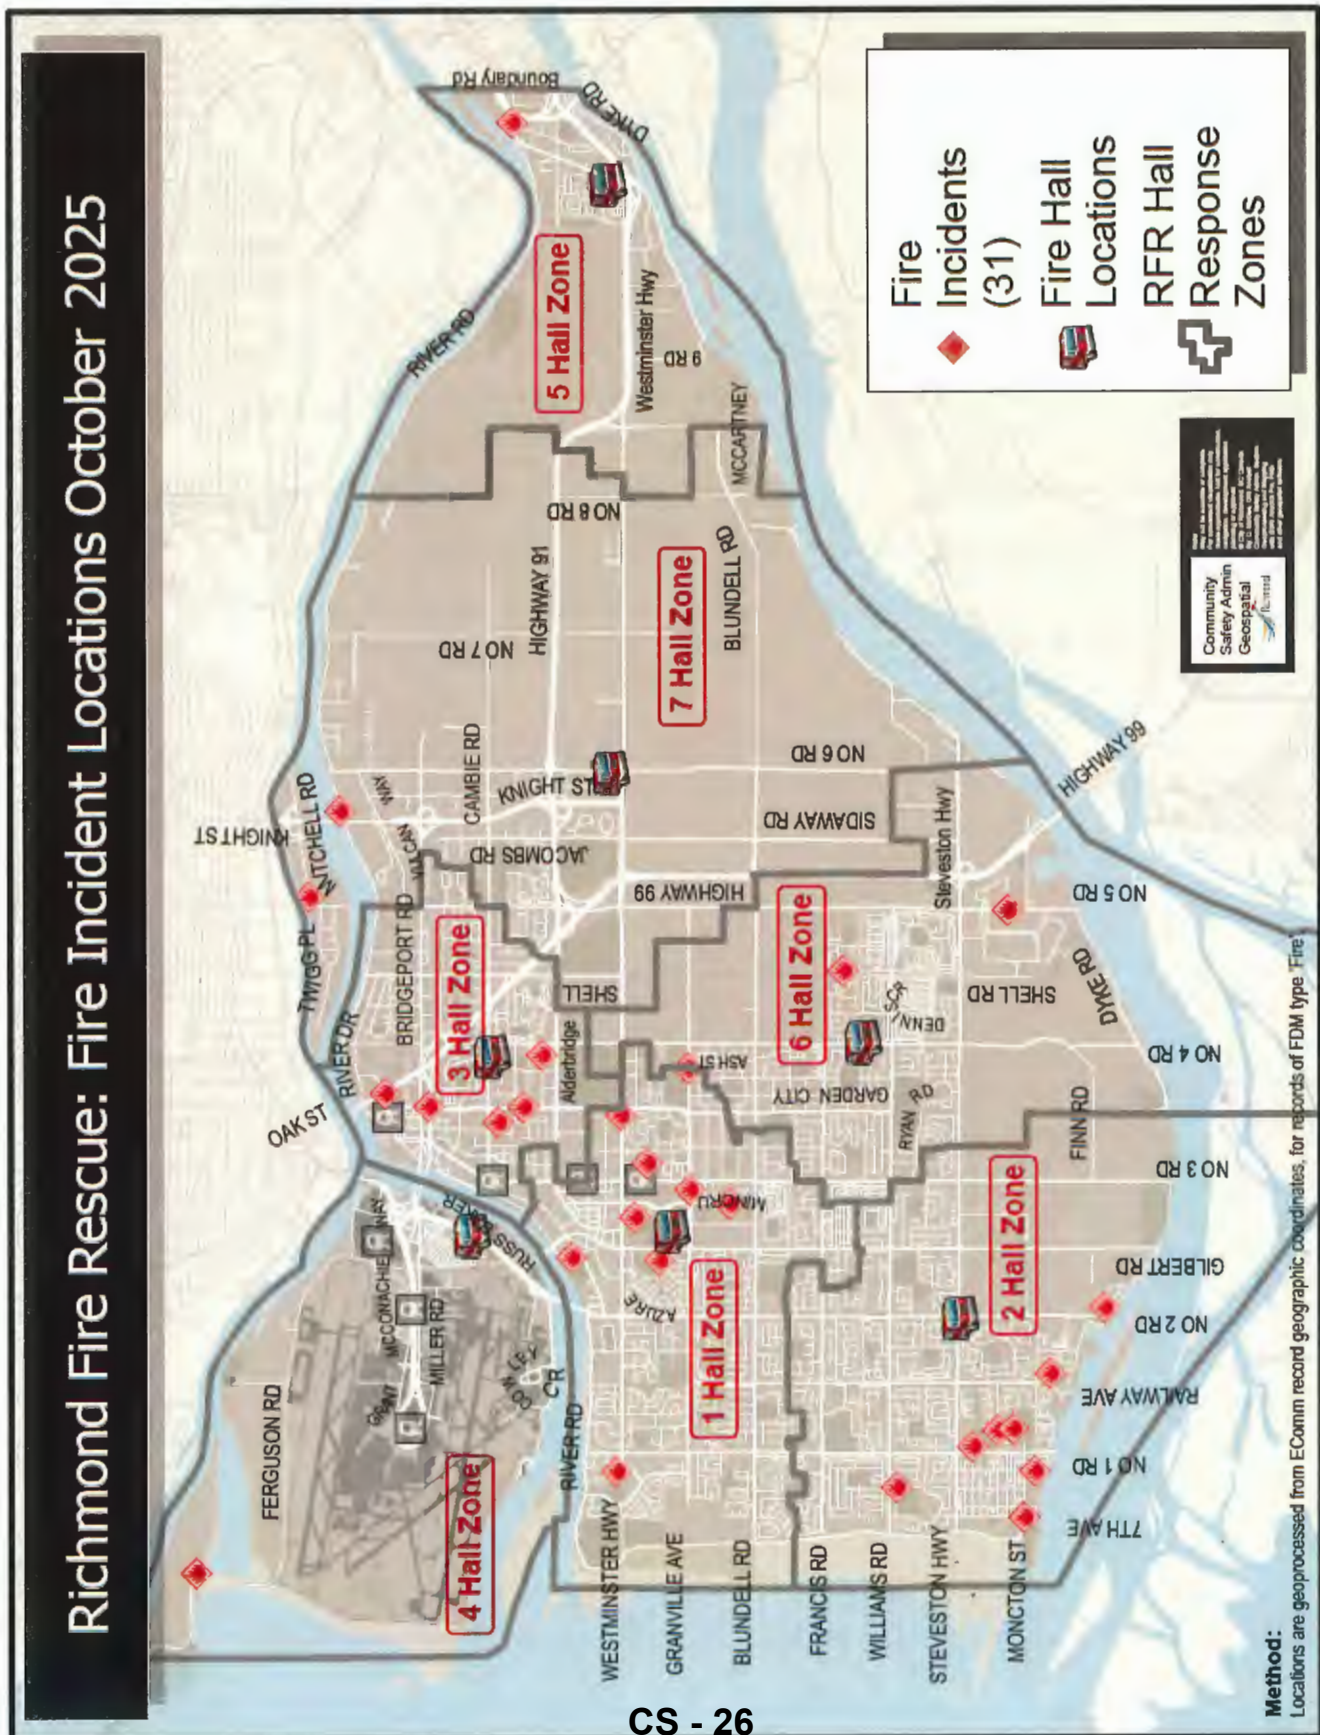 Richmond Fire Rescue: Fire Incident Locations October 2025
Boundary Rd
DYKE RD
RIVER RD
5 Hall Zone
Westminster Hwy
9 RD
MCCARTNEY
NO 8 RD
HIGHWAY 91
NO 7 RD
BLUNDELL RD
7 Hall Zone
KNIGHT ST
MITCHELL RD
TWIGG PL
VULCAN WAY
CAMBIE RD
KNIGHT ST
JACOMBS RD
NO 6 RD
SIDAWAY RD
HIGHWAY 99
HIGHWAY 99
Steveston Hwy
NO 5 RD
BRIDGEPORT RD
3 Hall Zone
RIVER DR
OAK ST
SHELL
Alderbridge
6 Hall Zone
ASH ST
GARDEN CITY
DENNIS CR
RYAN RD
SHELL RD
DYKE RD
NO 4 RD
FINN RD
NO 3 RD
2 Hall Zone
GILBERT RD
NO 2 RD
RAILWAY AVE
NO 1 RD
7TH AVE
MINORU
1 Hall Zone
AZURE
MCCONACHIE WAY
MILLER RD
GRANT
FERGUSON RD
4 Hall Zone
RIVER RD
WESTMINSTER HWY
GRANVILLE AVE
BLUNDELL RD
FRANCIS RD
WILLIAMS RD
STEVESTON HWY
MONCTON ST
Fire
Incidents
(31)
Fire Hall
Locations
RFR Hall
Response
Zones
Community
Safety Admin
Geospatial
Richmond
Method:
Locations are geoprocessed from EComm record geographic coordinates, for records of FDM type "Fire"
CS - 26